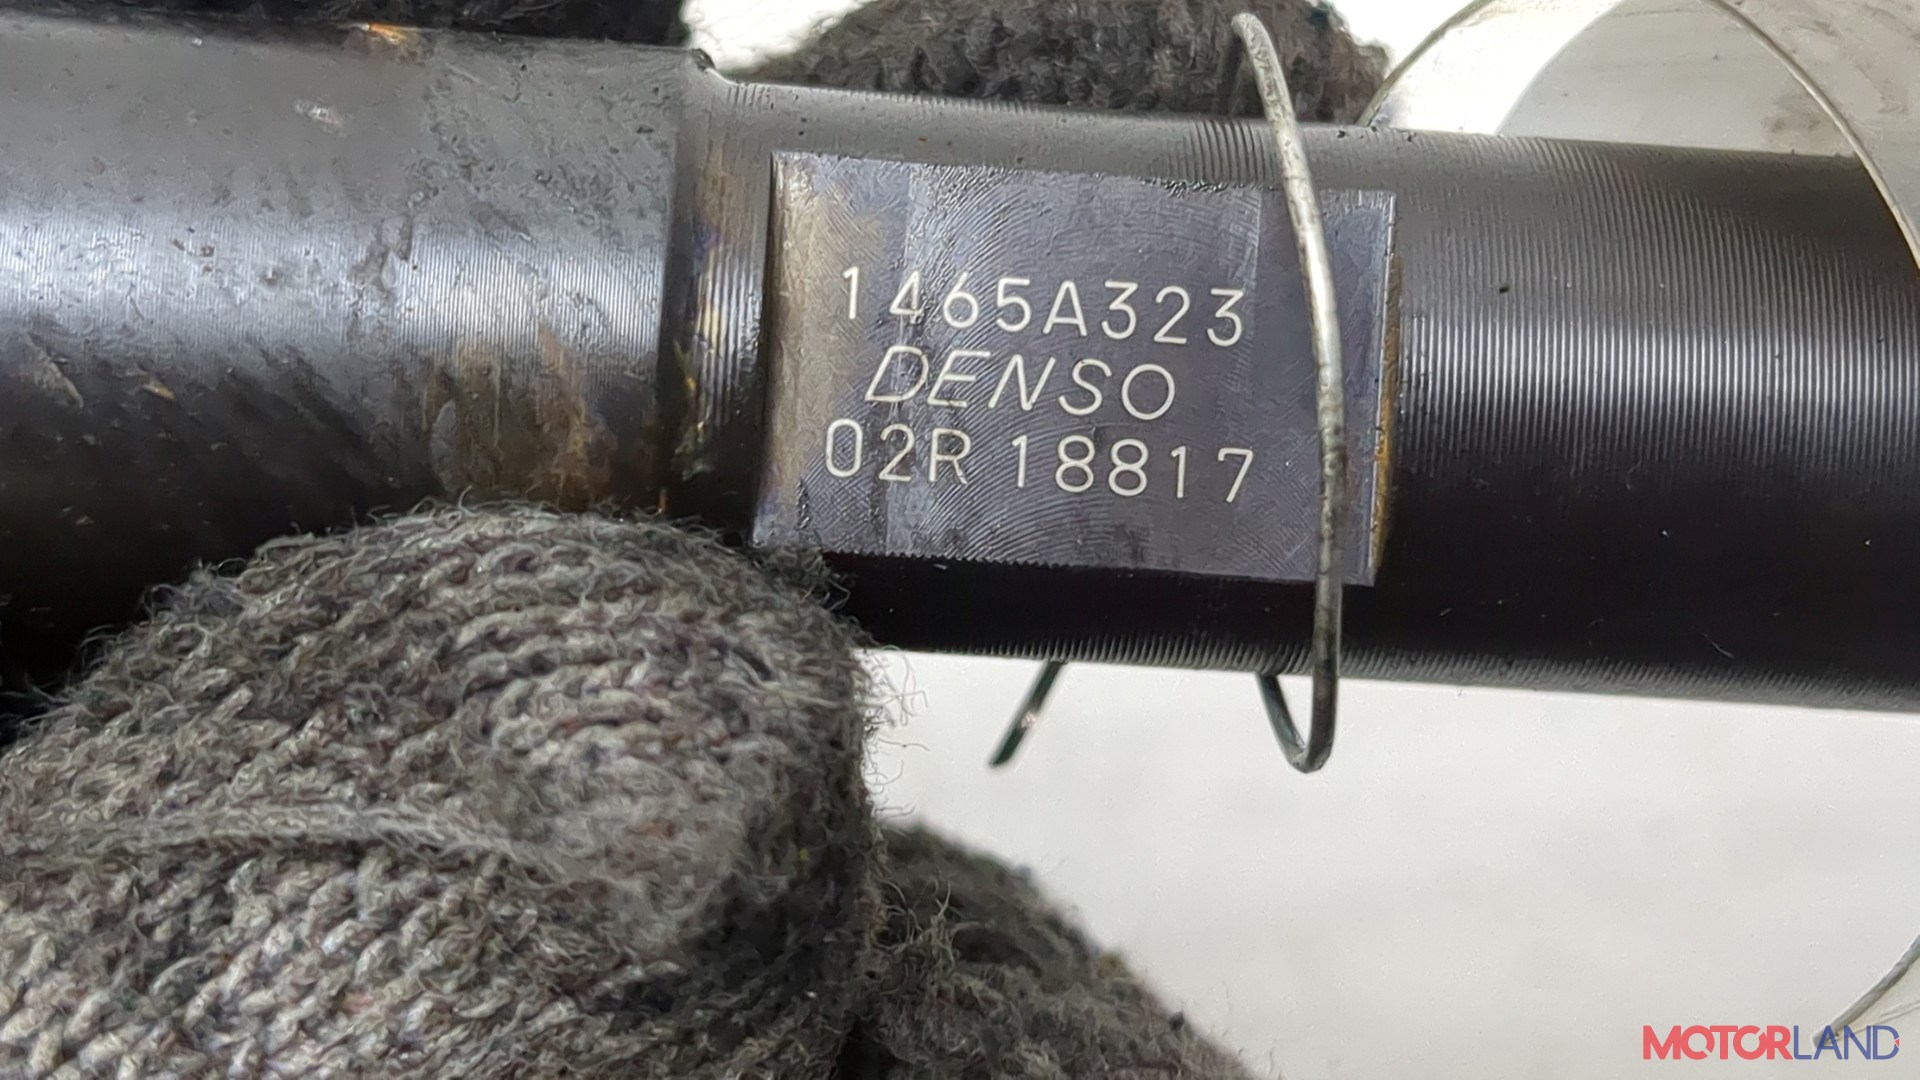 1465A323
DENSO
02R 18817
MOTORLAND